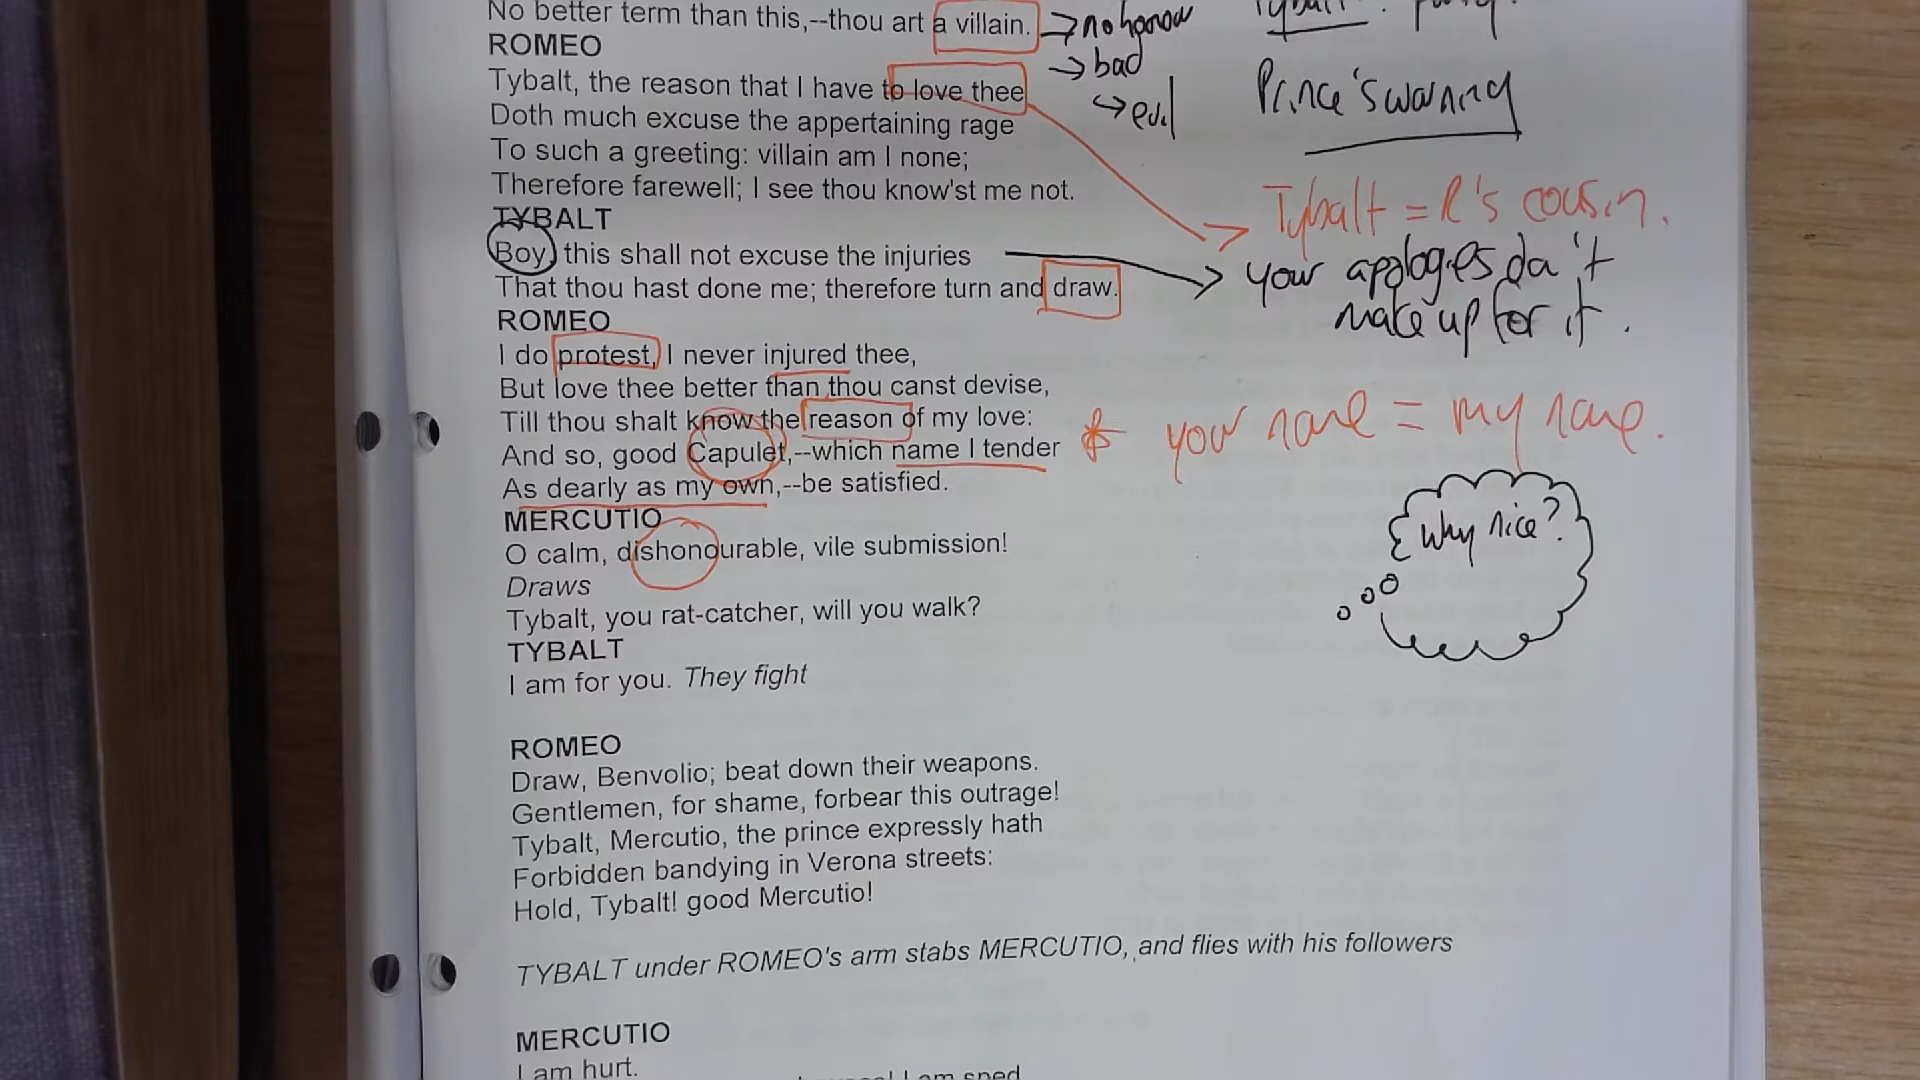 No better term than this,--thou art a villain. → no honour
ROMEO
→ bad
Tybalt, the reason that I have to love thee
→ evil
Prince's warning
Doth much excuse the appertaining rage
To such a greeting: villain am I none;
Therefore farewell; I see thou know'st me not.
Tybalt = R's cousin.
TYBALT
Boy, this shall not excuse the injuries
your apologies don't
make up for it.
That thou hast done me; therefore turn and draw.
ROMEO
I do protest, I never injured thee,
But love thee better than thou canst devise,
Till thou shalt know the reason of my love:
* your name = my name.
And so, good Capulet,--which name I tender
As dearly as my own,--be satisfied.
MERCUTIO
Why nice?
O calm, dishonourable, vile submission!
Draws
Tybalt, you rat-catcher, will you walk?
TYBALT
I am for you. They fight
ROMEO
Draw, Benvolio; beat down their weapons.
Gentlemen, for shame, forbear this outrage!
Tybalt, Mercutio, the prince expressly hath
Forbidden bandying in Verona streets:
Hold, Tybalt! good Mercutio!
TYBALT under ROMEO's arm stabs MERCUTIO, and flies with his followers
MERCUTIO
I am hurt.